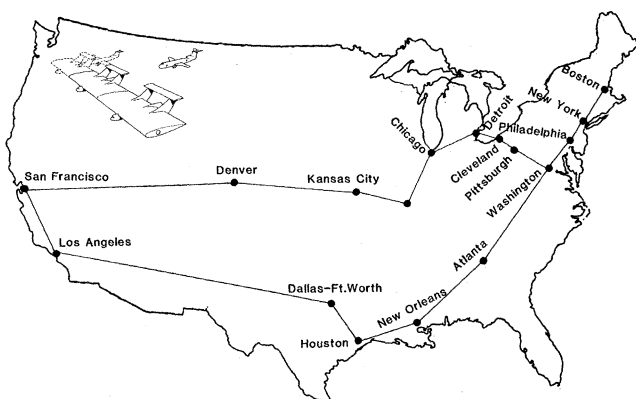 Boston
New York
Philadelphia
Detroit
Chicago
Cleveland
Pittsburgh
Washington
San Francisco
Denver
Kansas City
Los Angeles
Atlanta
Dallas-Ft.Worth
New Orleans
Houston